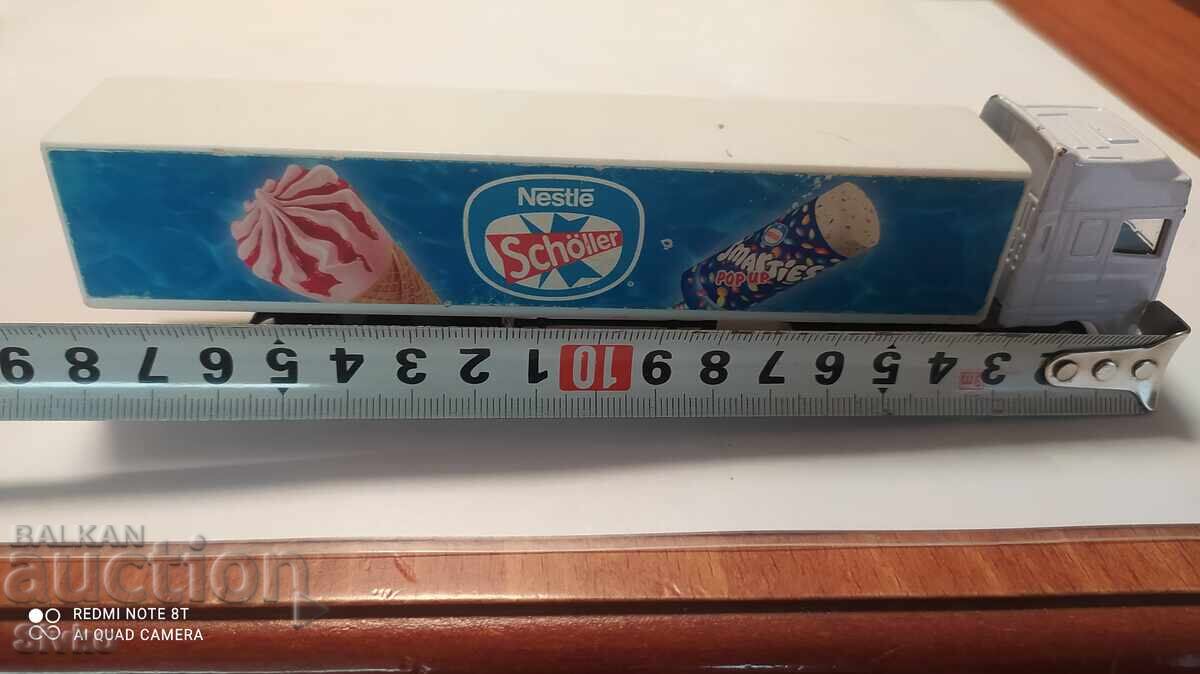 Nestlé
Schöller
®
SMARTIES
POP UP
9 8 7 6 5 4 3 2 1 10 9 8 7 6 5 4 3 2
BALKAN
auction
REDMI NOTE 8T
AI QUAD CAMERA